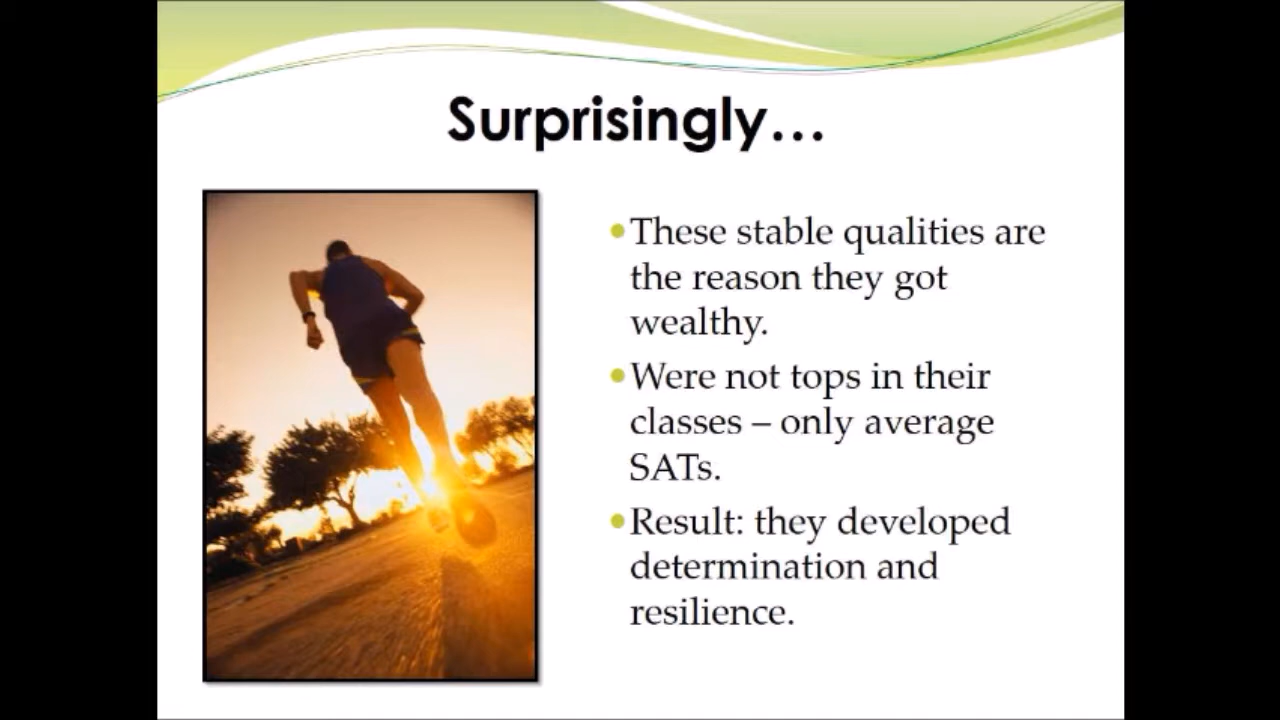 Surprisingly…
•These stable qualities are
the reason they got
wealthy.
•Were not tops in their
classes – only average
SATs.
•Result: they developed
determination and
resilience.